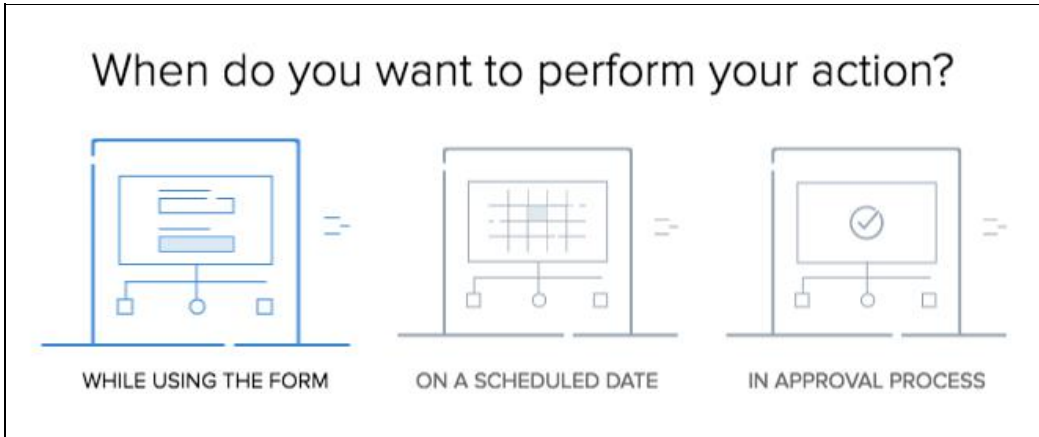 When do you want to perform your action?
WHILE USING THE FORM
ON A SCHEDULED DATE
IN APPROVAL PROCESS